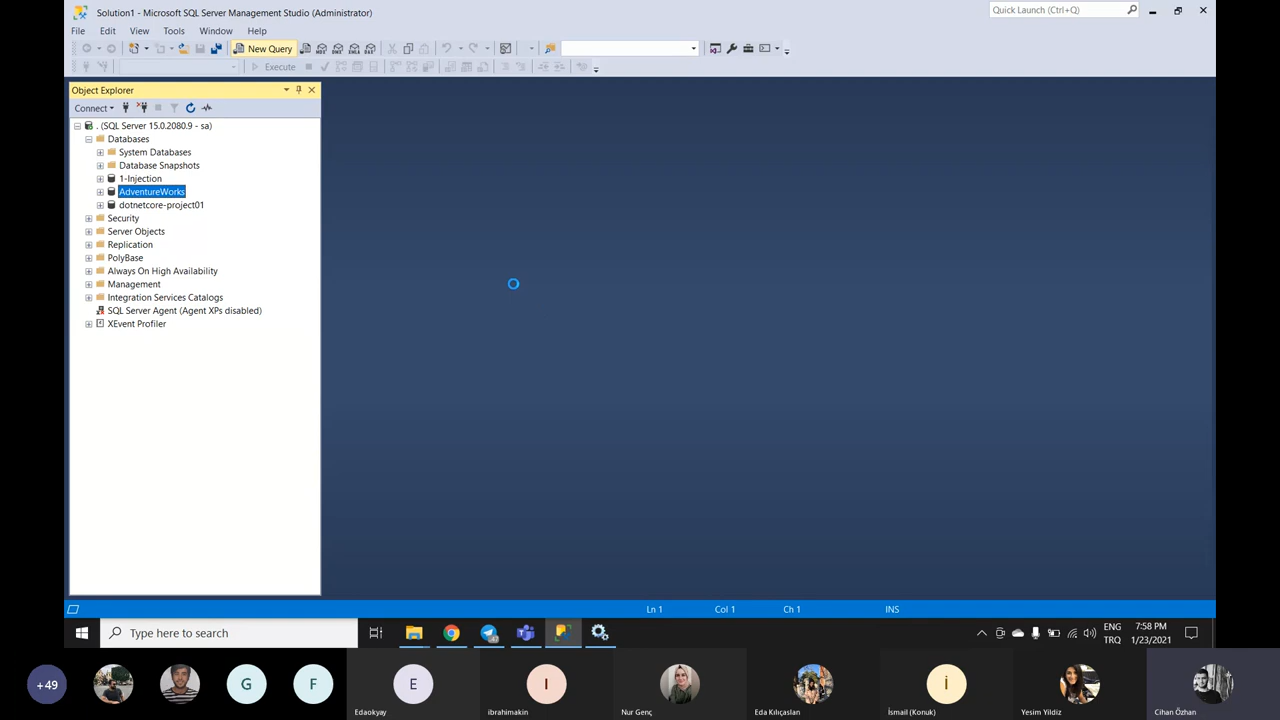 Solution1 - Microsoft SQL Server Management Studio (Administrator)
Quick Launch (Ctrl+Q)
File Edit View Tools Window Help
New Query
Execute
Object Explorer
Connect
. (SQL Server 15.0.2080.9 - sa)
Databases
System Databases
Database Snapshots
1-Injection
AdventureWorks
dotnetcore-project01
Security
Server Objects
Replication
PolyBase
Always On High Availability
Management
Integration Services Catalogs
SQL Server Agent (Agent XPs disabled)
XEvent Profiler
Ln 1 Col 1 Ch 1 INS
Type here to search
ENG
TRQ
7:58 PM
1/23/2021
+49
G
F
E
I
İ
Edaokyay
ibrahimakin
Nur Genç
Eda Kılıçaslan
İsmail (Konuk)
Yesim Yildiz
Cihan Özhan